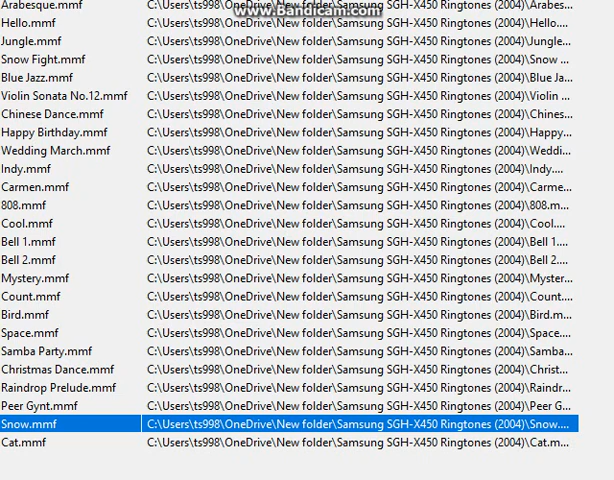 www.Bandicam.com
Arabesque.mmf C:\Users\ts998\OneDrive\New folder\Samsung SGH-X450 Ringtones (2004)\Arabes...
Hello.mmf C:\Users\ts998\OneDrive\New folder\Samsung SGH-X450 Ringtones (2004)\Hello....
Jungle.mmf C:\Users\ts998\OneDrive\New folder\Samsung SGH-X450 Ringtones (2004)\Jungle...
Snow Fight.mmf C:\Users\ts998\OneDrive\New folder\Samsung SGH-X450 Ringtones (2004)\Snow ...
Blue Jazz.mmf C:\Users\ts998\OneDrive\New folder\Samsung SGH-X450 Ringtones (2004)\Blue Ja...
Violin Sonata No.12.mmf C:\Users\ts998\OneDrive\New folder\Samsung SGH-X450 Ringtones (2004)\Violin ...
Chinese Dance.mmf C:\Users\ts998\OneDrive\New folder\Samsung SGH-X450 Ringtones (2004)\Chines...
Happy Birthday.mmf C:\Users\ts998\OneDrive\New folder\Samsung SGH-X450 Ringtones (2004)\Happy...
Wedding March.mmf C:\Users\ts998\OneDrive\New folder\Samsung SGH-X450 Ringtones (2004)\Weddi...
Indy.mmf C:\Users\ts998\OneDrive\New folder\Samsung SGH-X450 Ringtones (2004)\Indy....
Carmen.mmf C:\Users\ts998\OneDrive\New folder\Samsung SGH-X450 Ringtones (2004)\Carme...
808.mmf C:\Users\ts998\OneDrive\New folder\Samsung SGH-X450 Ringtones (2004)\808.m...
Cool.mmf C:\Users\ts998\OneDrive\New folder\Samsung SGH-X450 Ringtones (2004)\Cool....
Bell 1.mmf C:\Users\ts998\OneDrive\New folder\Samsung SGH-X450 Ringtones (2004)\Bell 1....
Bell 2.mmf C:\Users\ts998\OneDrive\New folder\Samsung SGH-X450 Ringtones (2004)\Bell 2....
Mystery.mmf C:\Users\ts998\OneDrive\New folder\Samsung SGH-X450 Ringtones (2004)\Myster...
Count.mmf C:\Users\ts998\OneDrive\New folder\Samsung SGH-X450 Ringtones (2004)\Count....
Bird.mmf C:\Users\ts998\OneDrive\New folder\Samsung SGH-X450 Ringtones (2004)\Bird.m...
Space.mmf C:\Users\ts998\OneDrive\New folder\Samsung SGH-X450 Ringtones (2004)\Space....
Samba Party.mmf C:\Users\ts998\OneDrive\New folder\Samsung SGH-X450 Ringtones (2004)\Samba...
Christmas Dance.mmf C:\Users\ts998\OneDrive\New folder\Samsung SGH-X450 Ringtones (2004)\Christ...
Raindrop Prelude.mmf C:\Users\ts998\OneDrive\New folder\Samsung SGH-X450 Ringtones (2004)\Raindr...
Peer Gynt.mmf C:\Users\ts998\OneDrive\New folder\Samsung SGH-X450 Ringtones (2004)\Peer G...
Snow.mmf C:\Users\ts998\OneDrive\New folder\Samsung SGH-X450 Ringtones (2004)\Snow....
Cat.mmf C:\Users\ts998\OneDrive\New folder\Samsung SGH-X450 Ringtones (2004)\Cat.m...